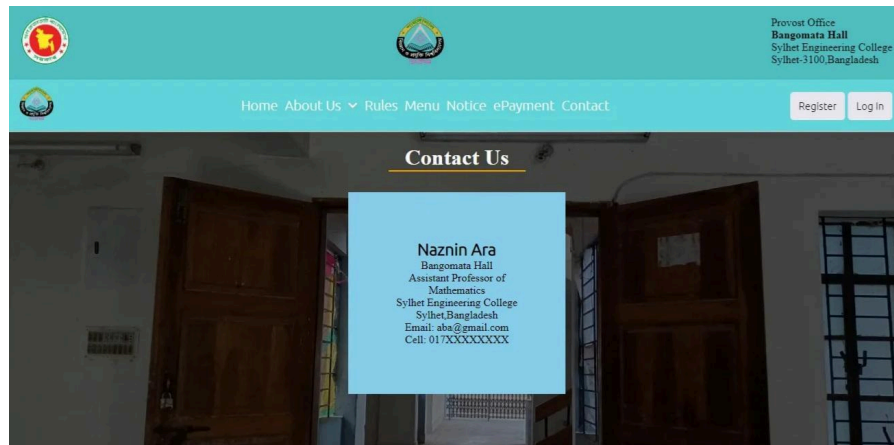 Provost Office
Bangomata Hall
Sylhet Engineering College
Sylhet-3100,Bangladesh
Home About Us Rules Menu Notice ePayment Contact
Register Log In
Contact Us
Naznin Ara
Bangomata Hall
Assistant Professor of
Mathematics
Sylhet Engineering College
Sylhet,Bangladesh
Email: aba@gmail.com
Cell: 017XXXXXXXX